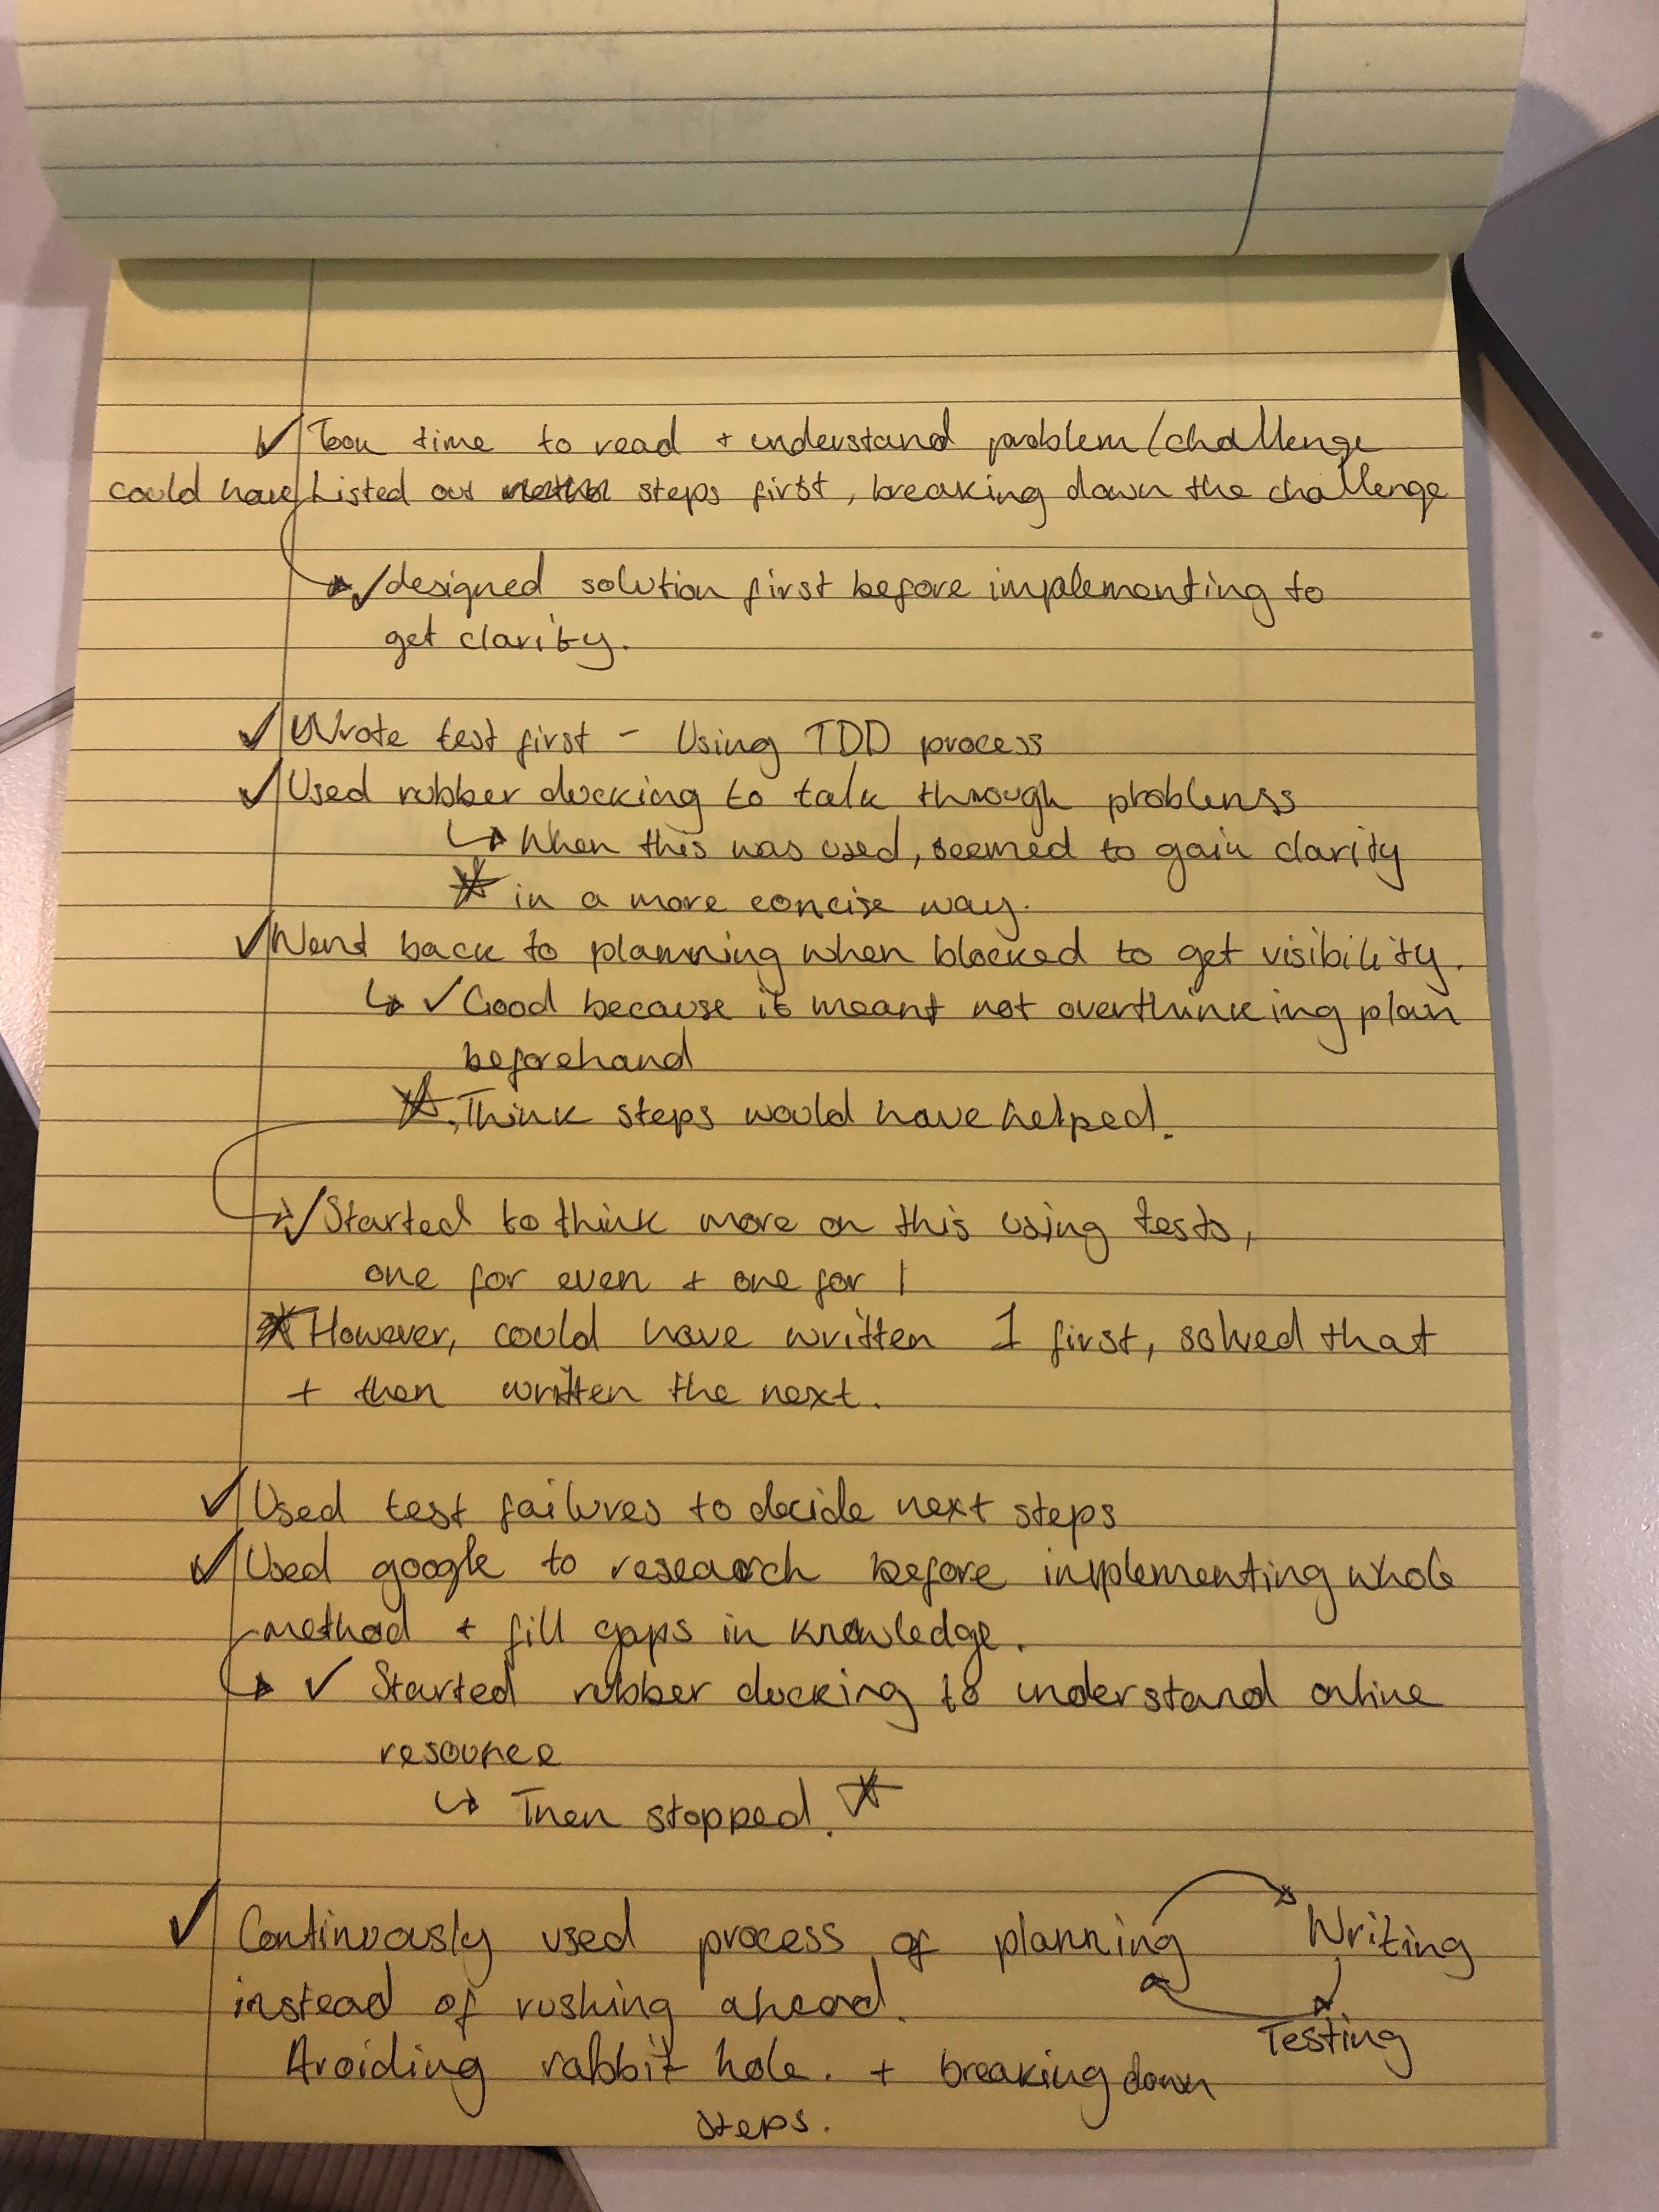 ✓ Took time to read + understand problem/challenge
could have Listed out steps first, breaking down the challenge
✓ designed solution first before implementing to
get clarity.
✓ Wrote test first - Using TDD process
✓ Used rubber ducking to talk through problems
↳ When this was used, seemed to gain clarity
* in a more concise way.
✓ Went back to planning when blocked to get visibility.
↳ ✓ Good because it meant not overthinking plan
beforehand
* Think steps would have helped.
→ ✓ Started to think more on this using tests,
one for even + one for 1
* However, could have written 1 first, solved that
+ then written the next.
✓ Used test failures to decide next steps
✓ Used google to research before implementing whole
method + fill gaps in knowledge.
→ ✓ Started rubber ducking to understand online
resource
↳ Then stopped. *
✓ Continuously used process of planning → Writing
instead of rushing ahead.
Testing
Avoiding rabbit hole. + breaking down
steps.